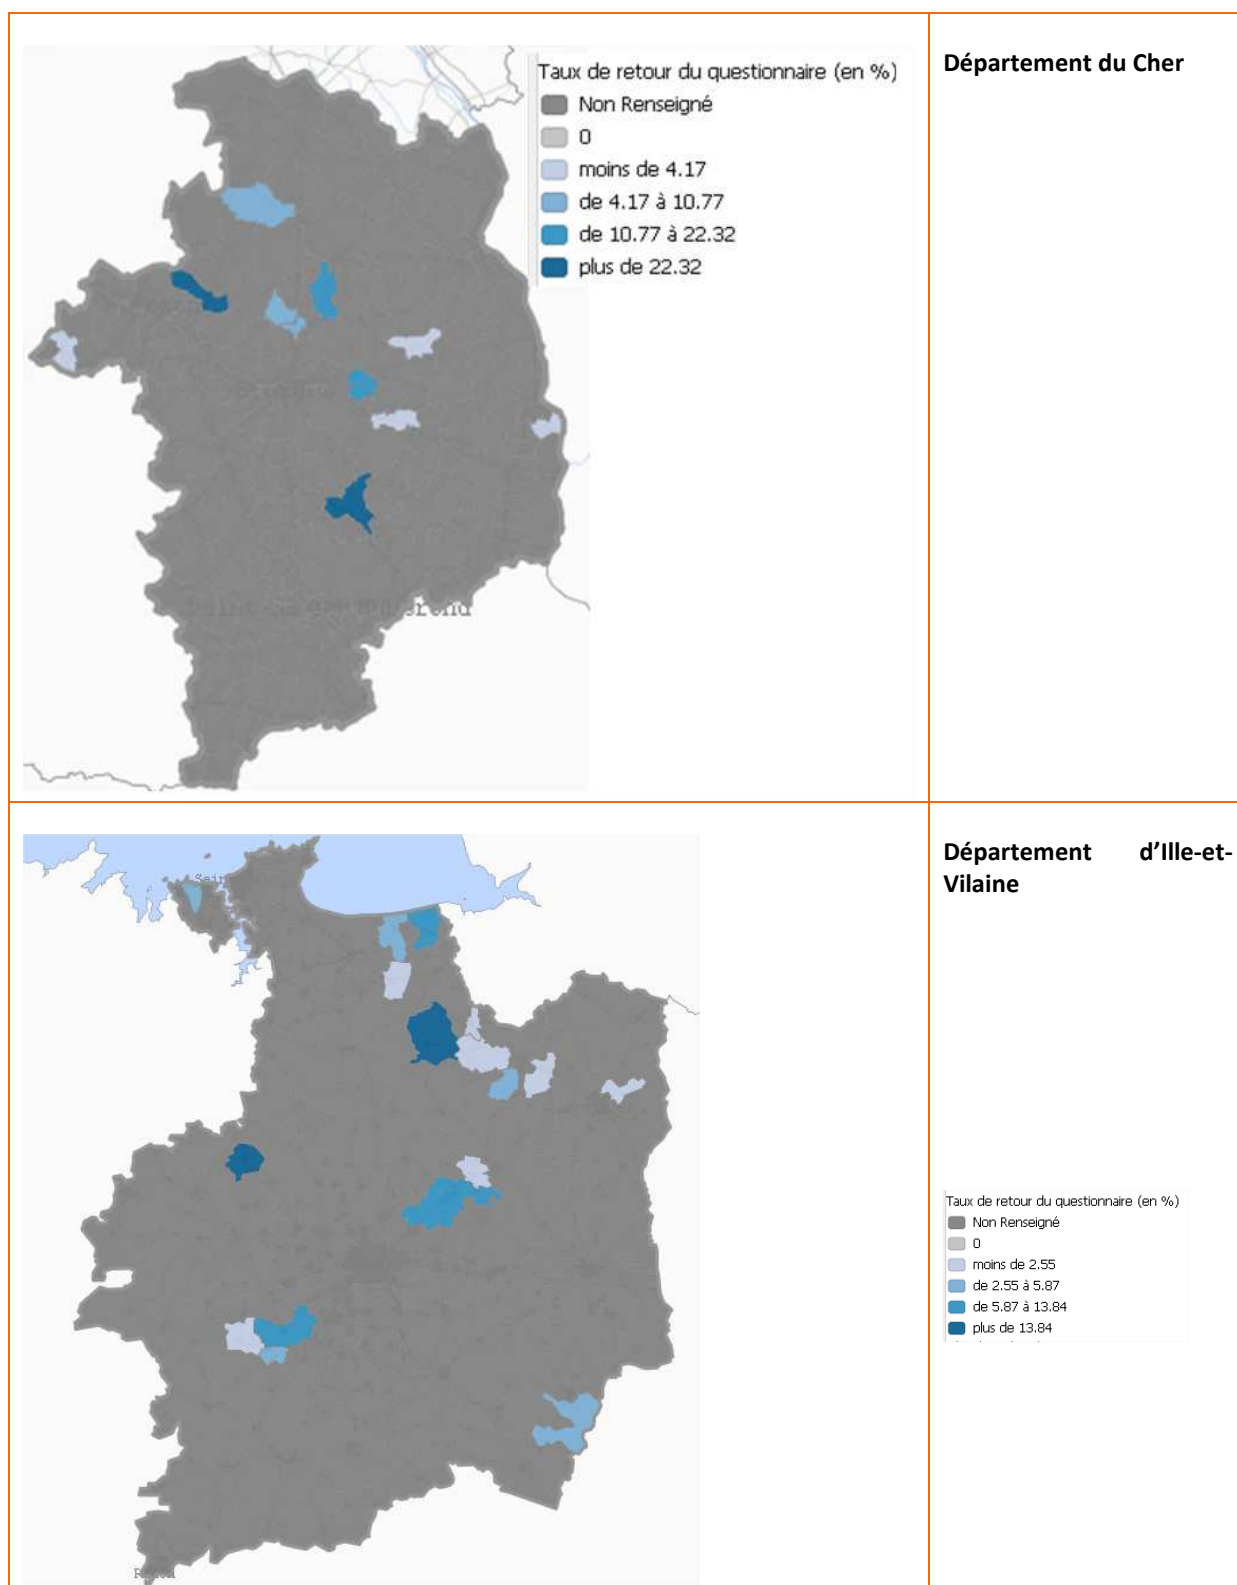 Taux de retour du questionnaire (en %)
Non Renseigné
0
moins de 4.17
de 4.17 à 10.77
de 10.77 à 22.32
plus de 22.32
Département du Cher
Département d'Ille-et-
Vilaine
Taux de retour du questionnaire (en %)
Non Renseigné
0
moins de 2.55
de 2.55 à 5.87
de 5.87 à 13.84
plus de 13.84